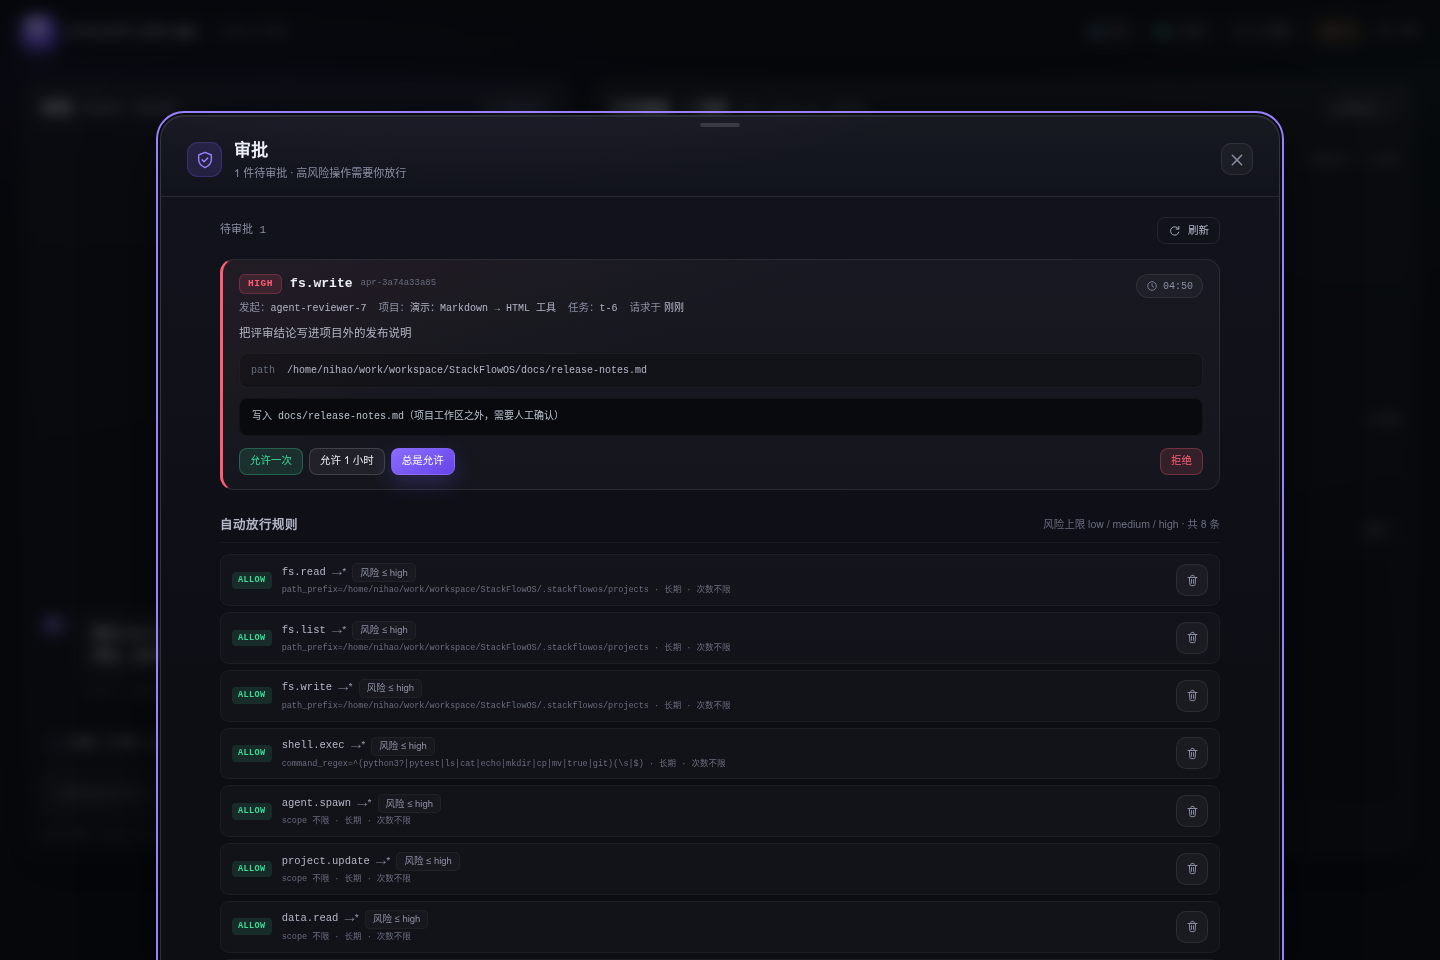 审批
1 件待审批 · 高风险操作需要你放行
待审批 1
刷新
HIGH fs.write apr-3a74a33a85
04:50
发起: agent-reviewer-7 项目: 演示: Markdown → HTML 工具 任务: t-6 请求于 刚刚
把评审结论写进项目外的发布说明
path /home/nihao/work/workspace/StackFlowOS/docs/release-notes.md
写入 docs/release-notes.md（项目工作区之外，需要人工确认）
允许一次 允许 1 小时 总是允许 拒绝
自动放行规则
风险上限 low / medium / high · 共 8 条
ALLOW fs.read →* 风险 ≤ high
path_prefix=/home/nihao/work/workspace/StackFlowOS/.stackflowos/projects · 长期 · 次数不限
ALLOW fs.list →* 风险 ≤ high
path_prefix=/home/nihao/work/workspace/StackFlowOS/.stackflowos/projects · 长期 · 次数不限
ALLOW fs.write →* 风险 ≤ high
path_prefix=/home/nihao/work/workspace/StackFlowOS/.stackflowos/projects · 长期 · 次数不限
ALLOW shell.exec →* 风险 ≤ high
command_regex=^(python3?|pytest|ls|cat|echo|mkdir|cp|mv|true|git)(\s|$) · 长期 · 次数不限
ALLOW agent.spawn →* 风险 ≤ high
scope 不限 · 长期 · 次数不限
ALLOW project.update →* 风险 ≤ high
scope 不限 · 长期 · 次数不限
ALLOW data.read →* 风险 ≤ high
scope 不限 · 长期 · 次数不限